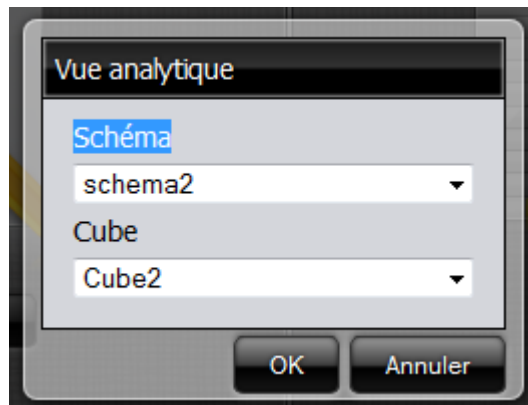 Vue analytique
Schéma
schema2
Cube
Cube2
OK Annuler